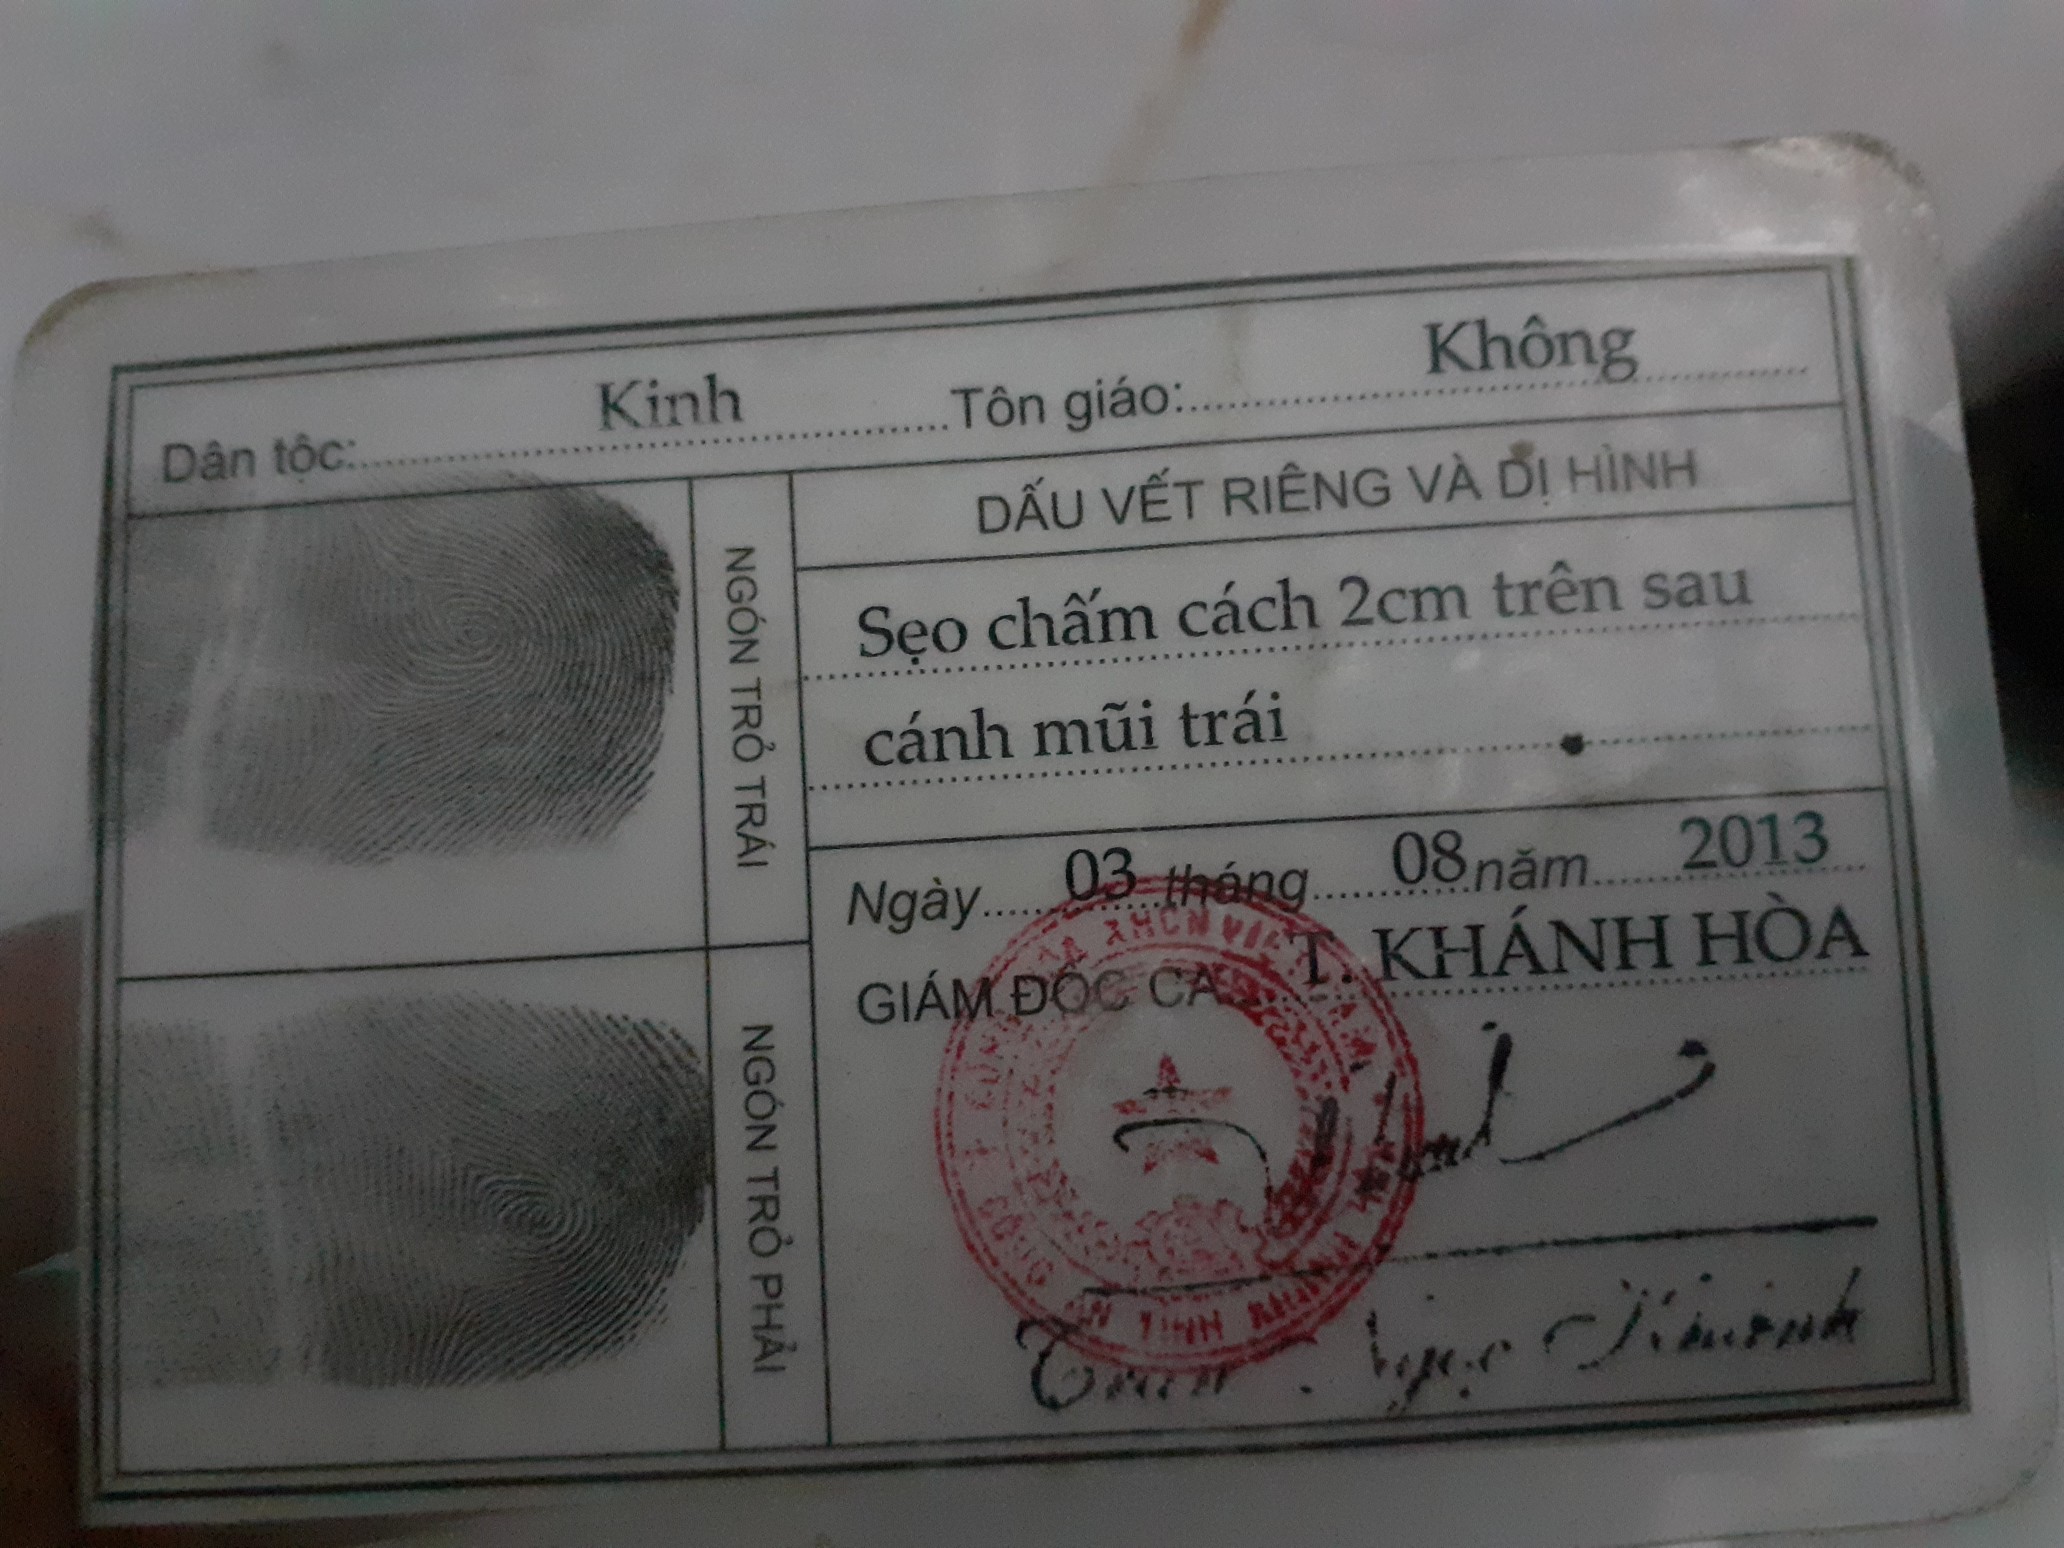 Dân tộc: Kinh Tôn giáo: Không
NGÓN TRỎ TRÁI
DẤU VẾT RIÊNG VÀ DỊ HÌNH
Sẹo chấm cách 2cm trên sau
cánh mũi trái
Ngày 03 tháng 08 năm 2013
GIÁM ĐỐC CA T. KHÁNH HÒA
NGÓN TRỎ PHẢI